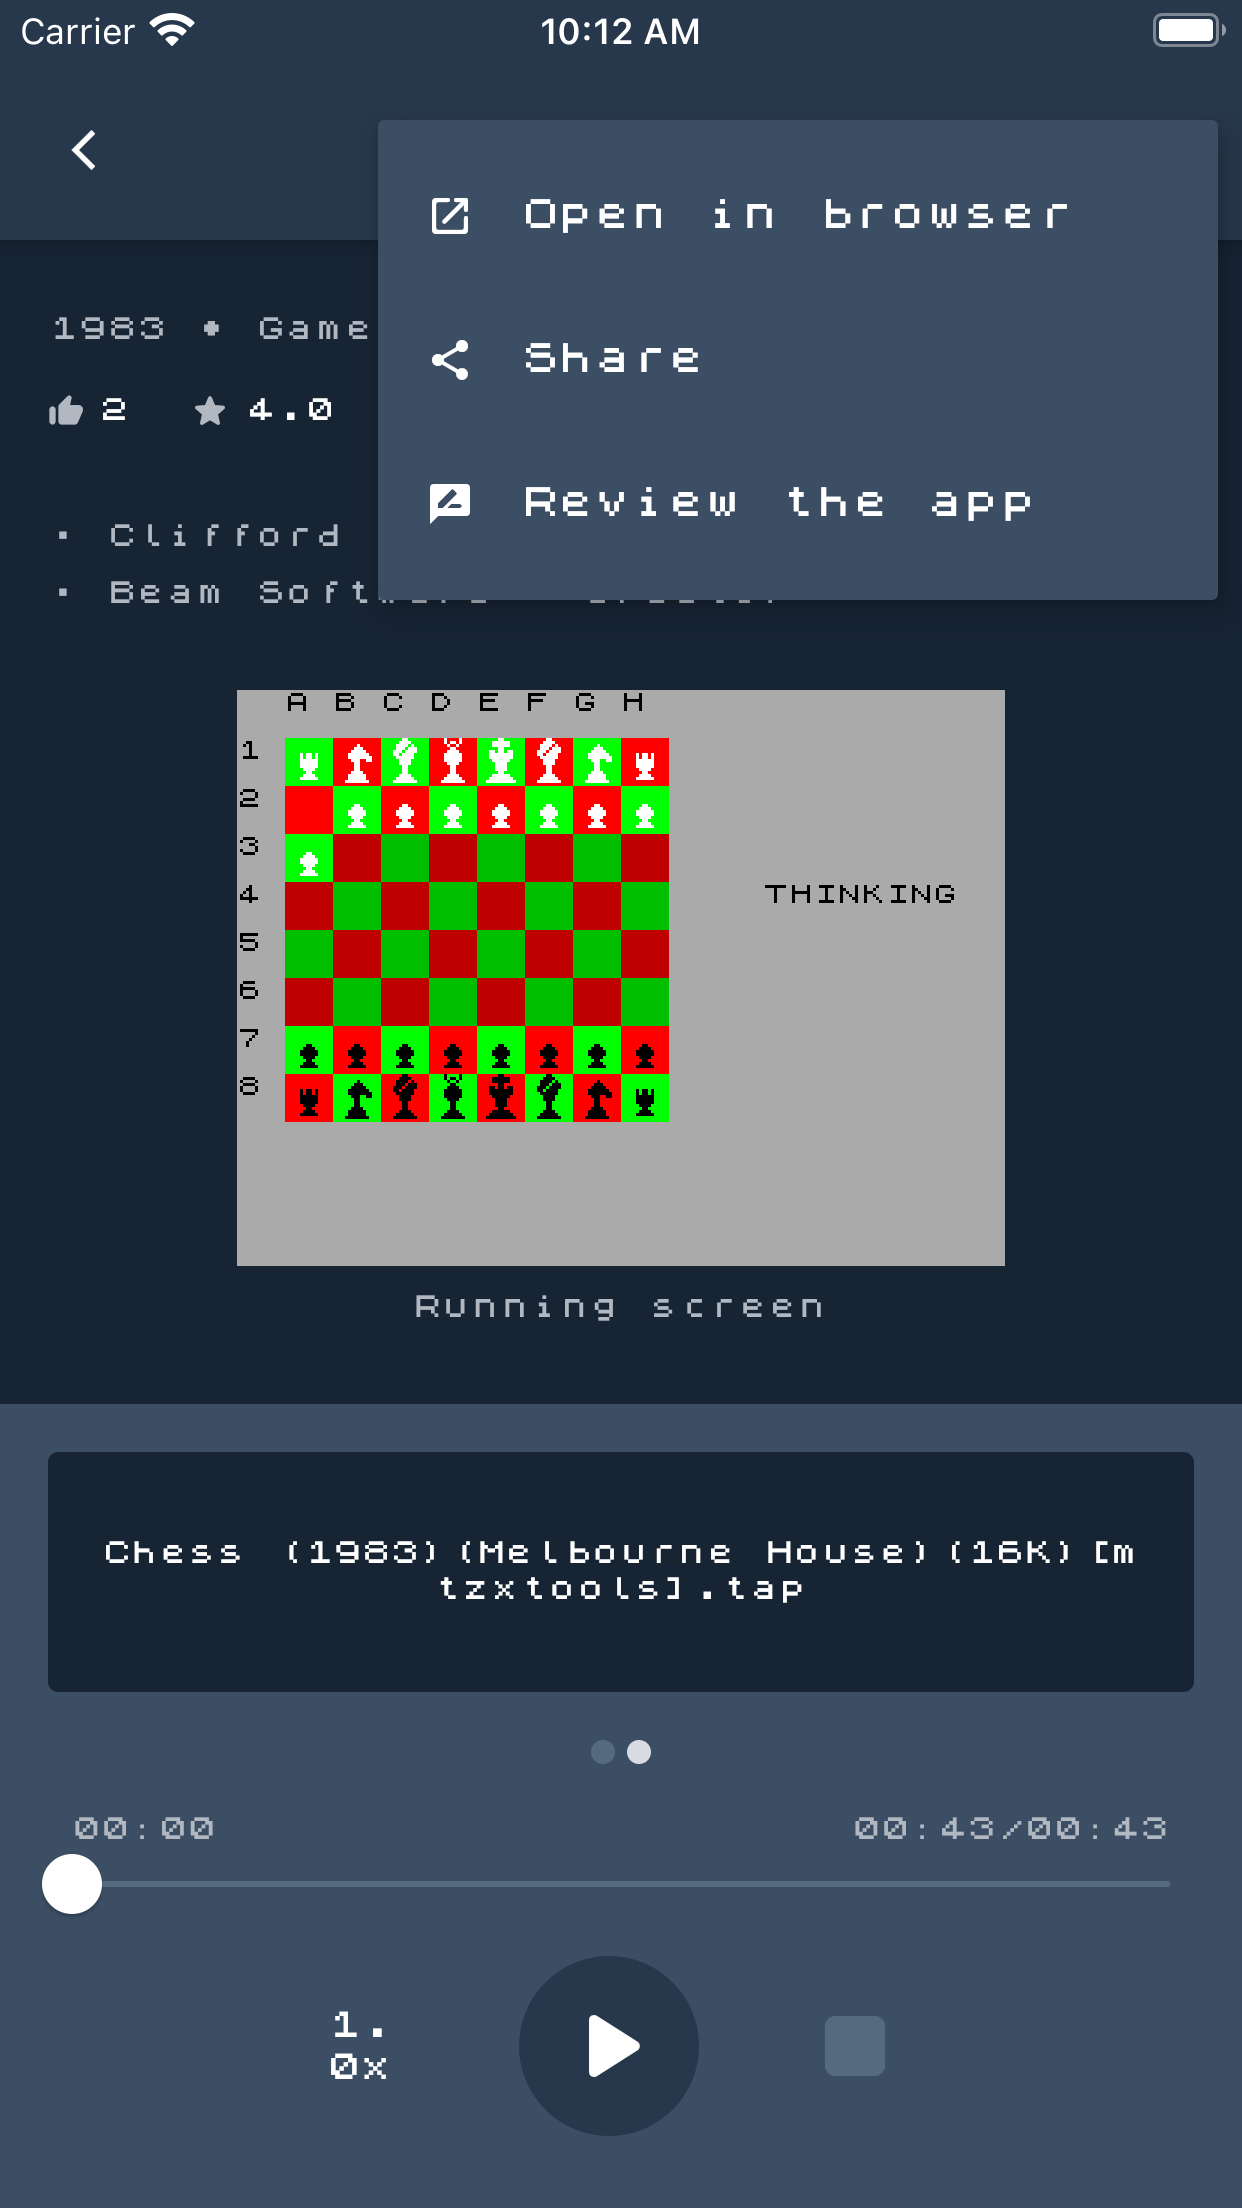 Carrier
10:12 AM
Open in browser
Share
Review the app
1983 • Game
2 4.0
• Clifford
• Beam
A B C D E F G H
1
2
3
4
THINKING
5
6
7
8
Running screen
Chess (1983)(Melbourne House)(16K)[m
tzxtools].tap
00:00
00:43/00:43
1.
0x